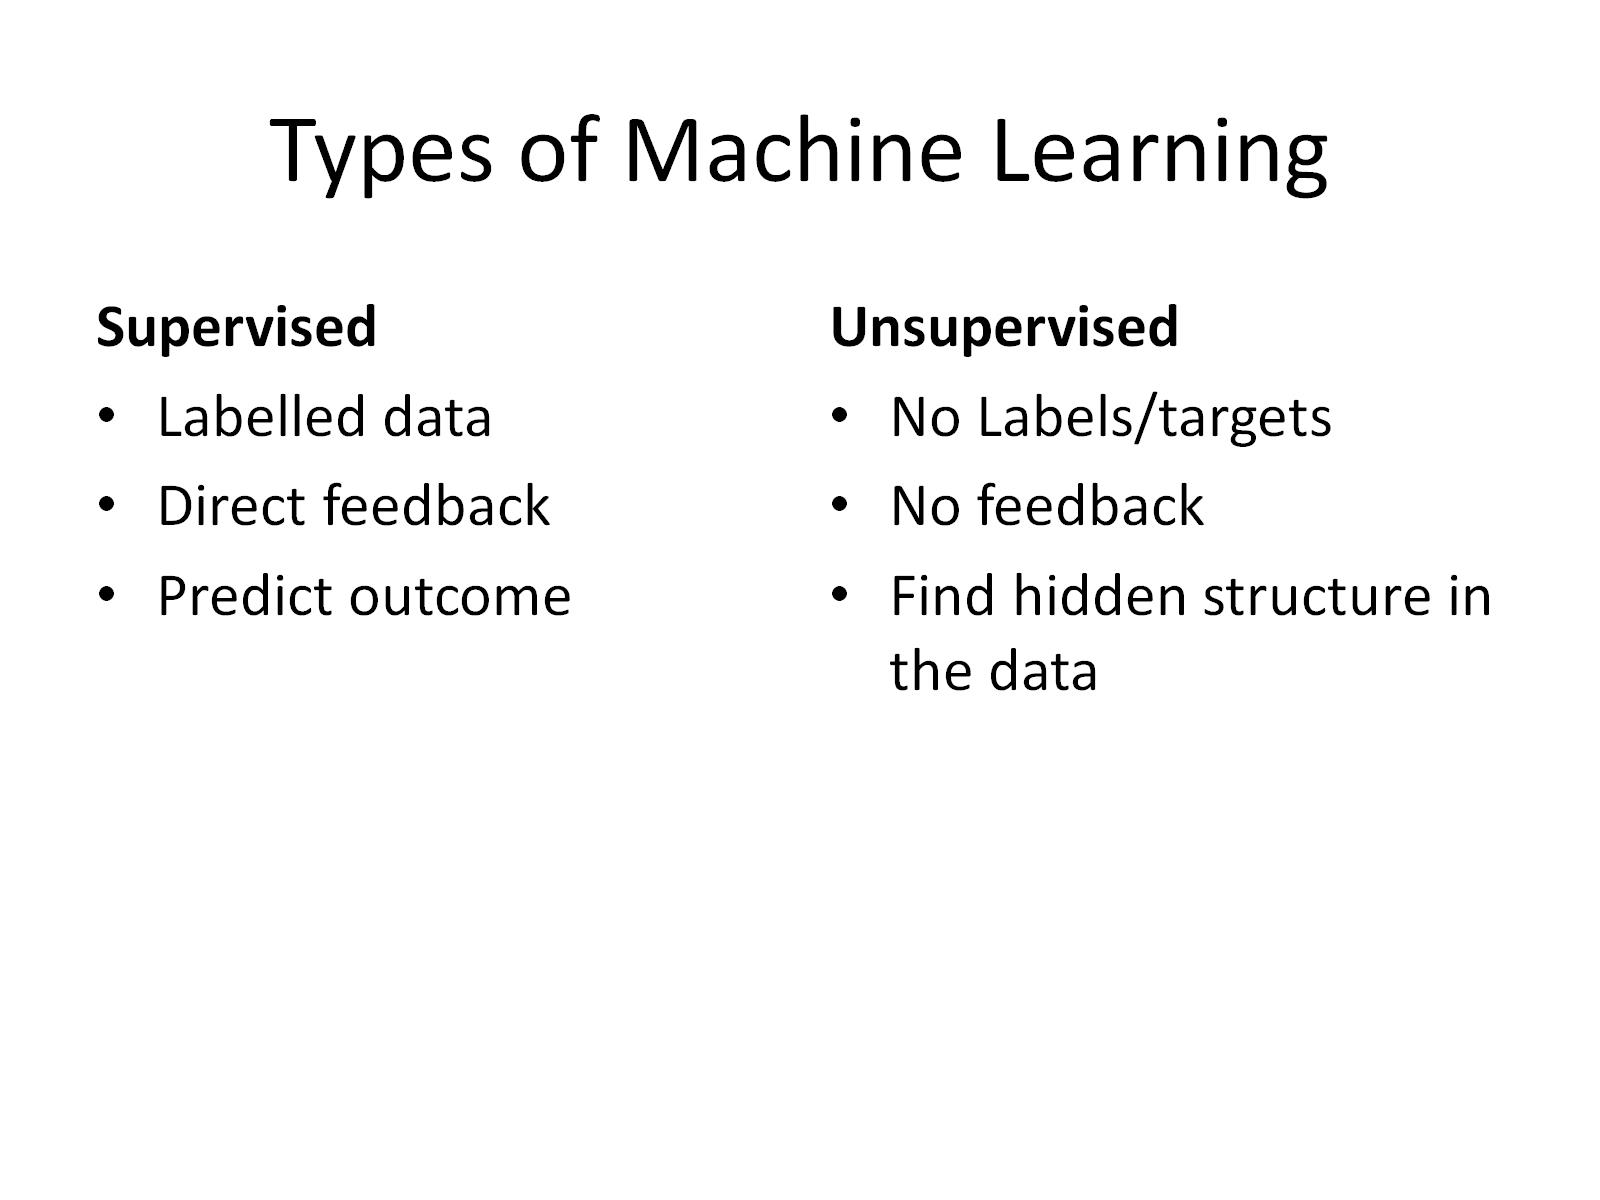 Types of Machine Learning
Supervised
• Labelled data
• Direct feedback
• Predict outcome
Unsupervised
• No Labels/targets
• No feedback
• Find hidden structure in
the data